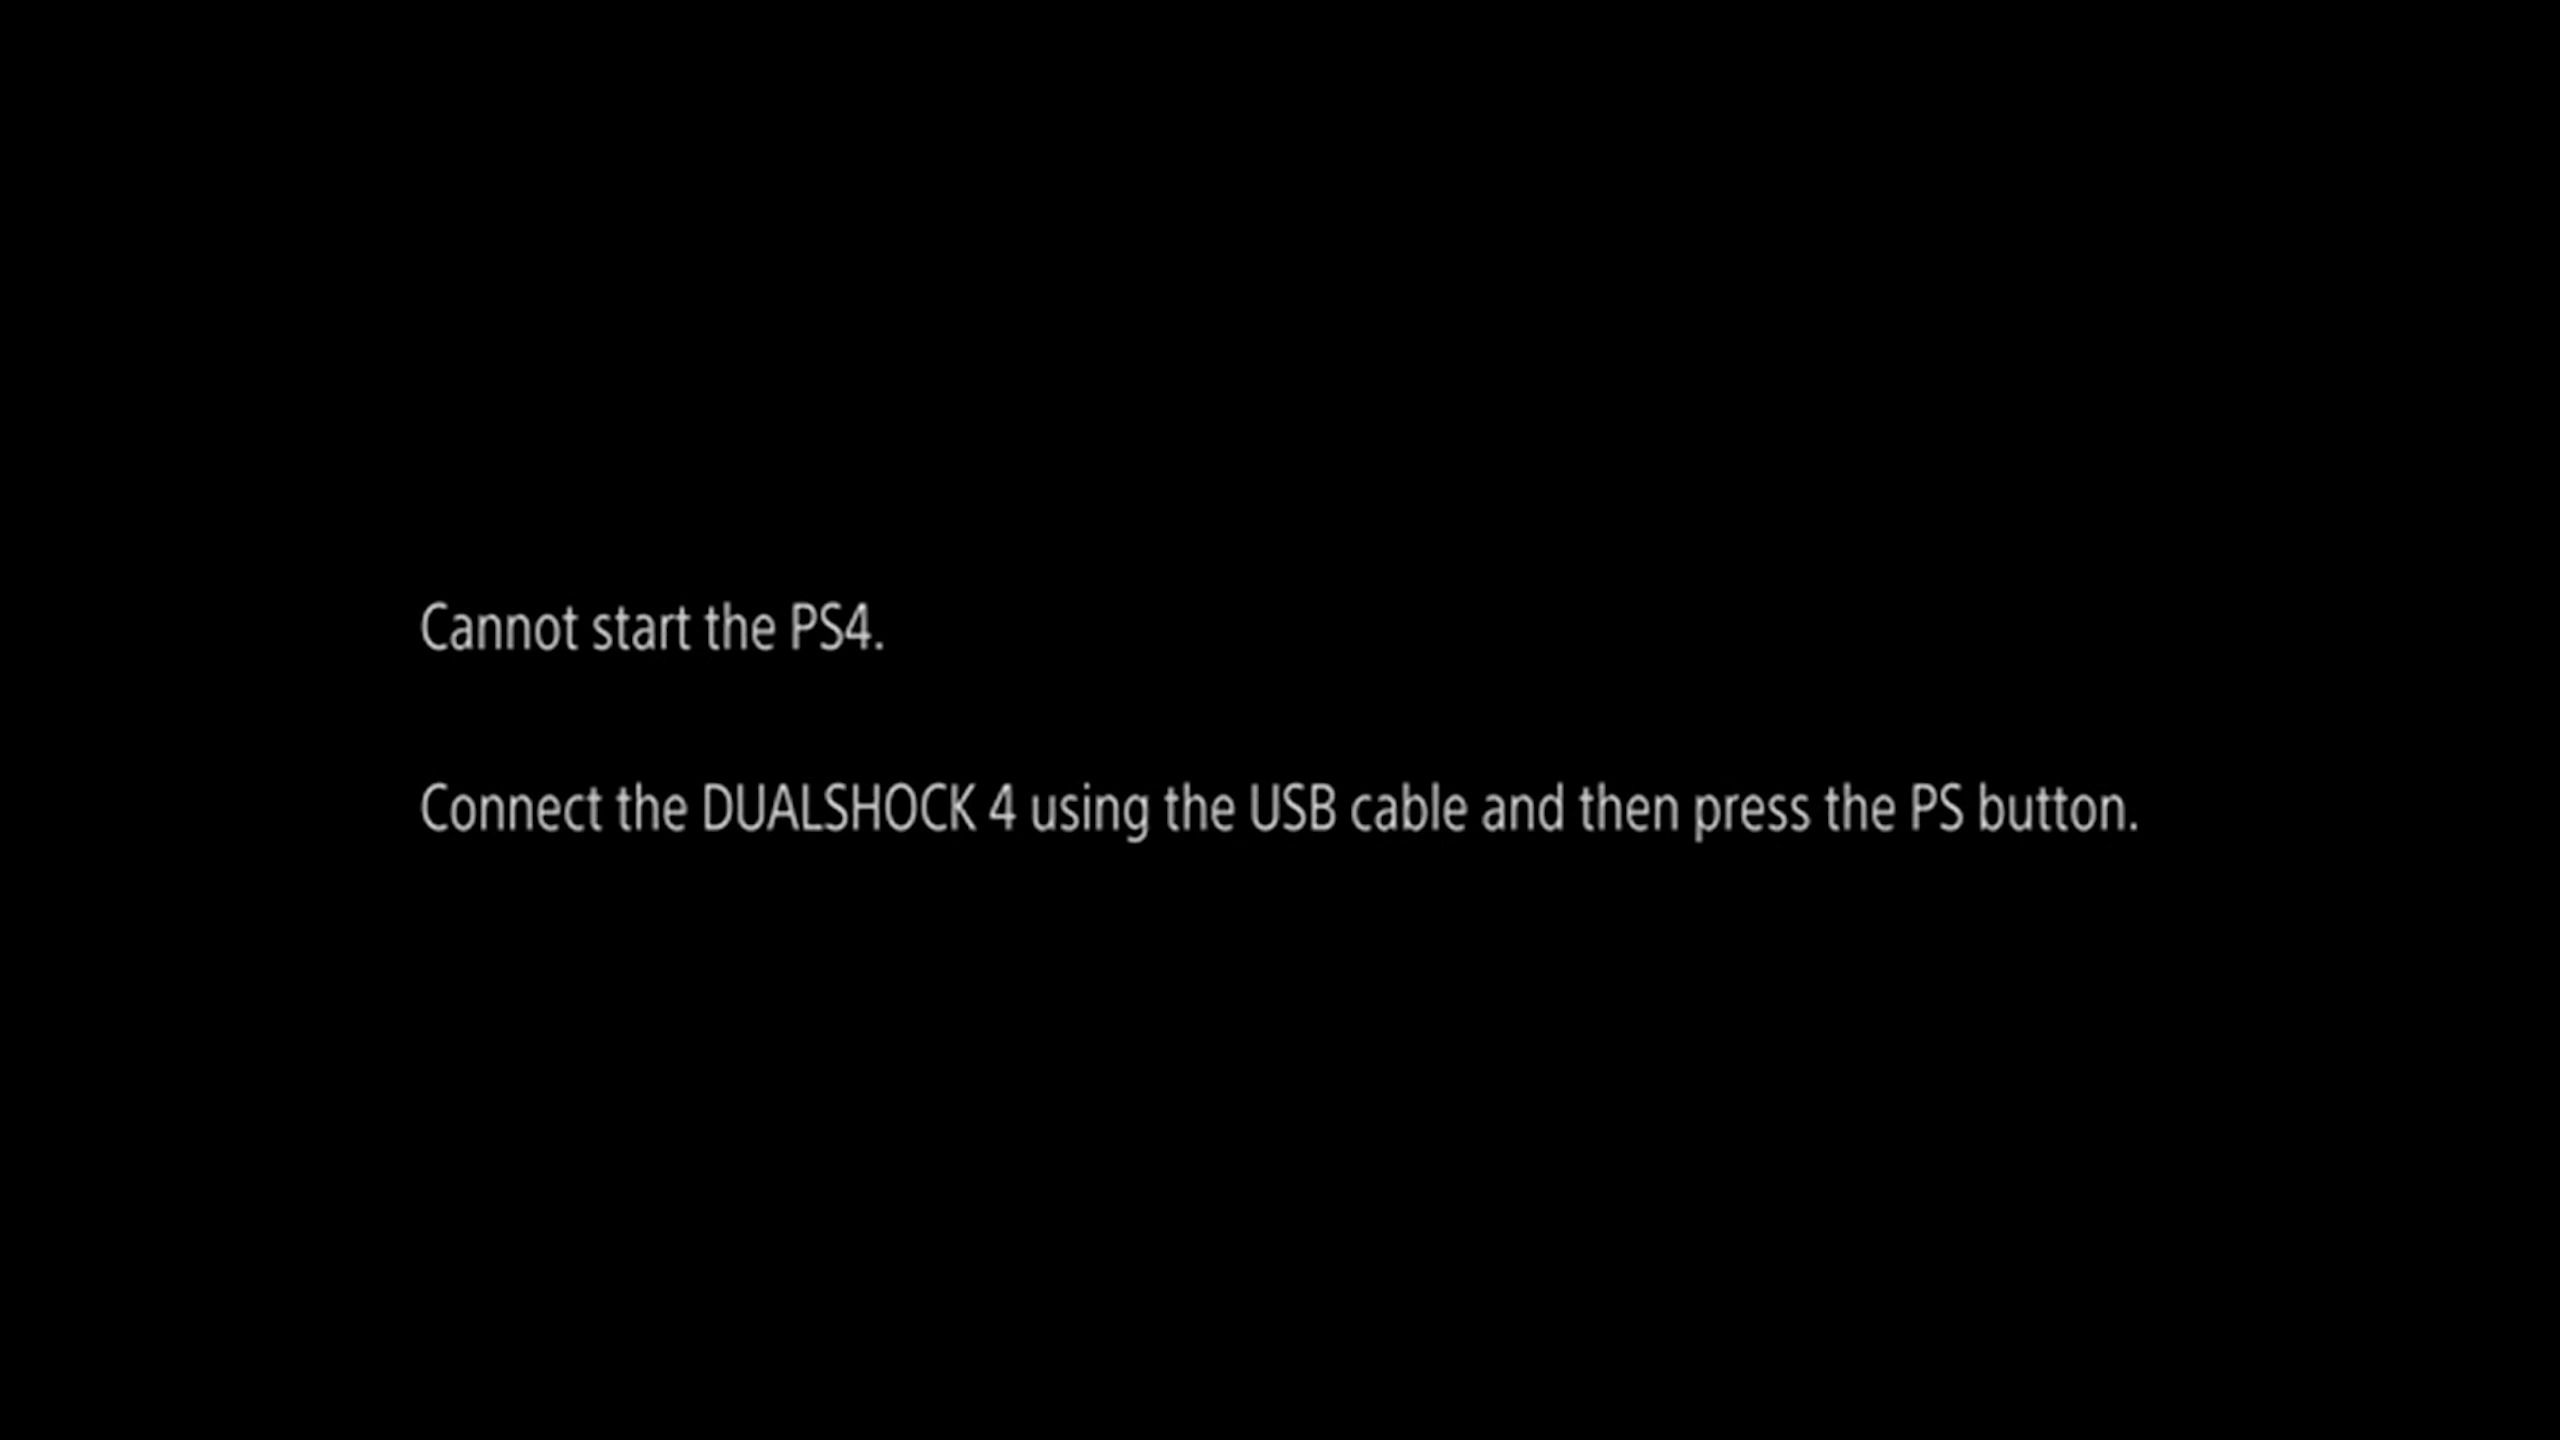 Cannot start the PS4.
Connect the DUALSHOCK 4 using the USB cable and then press the PS button.